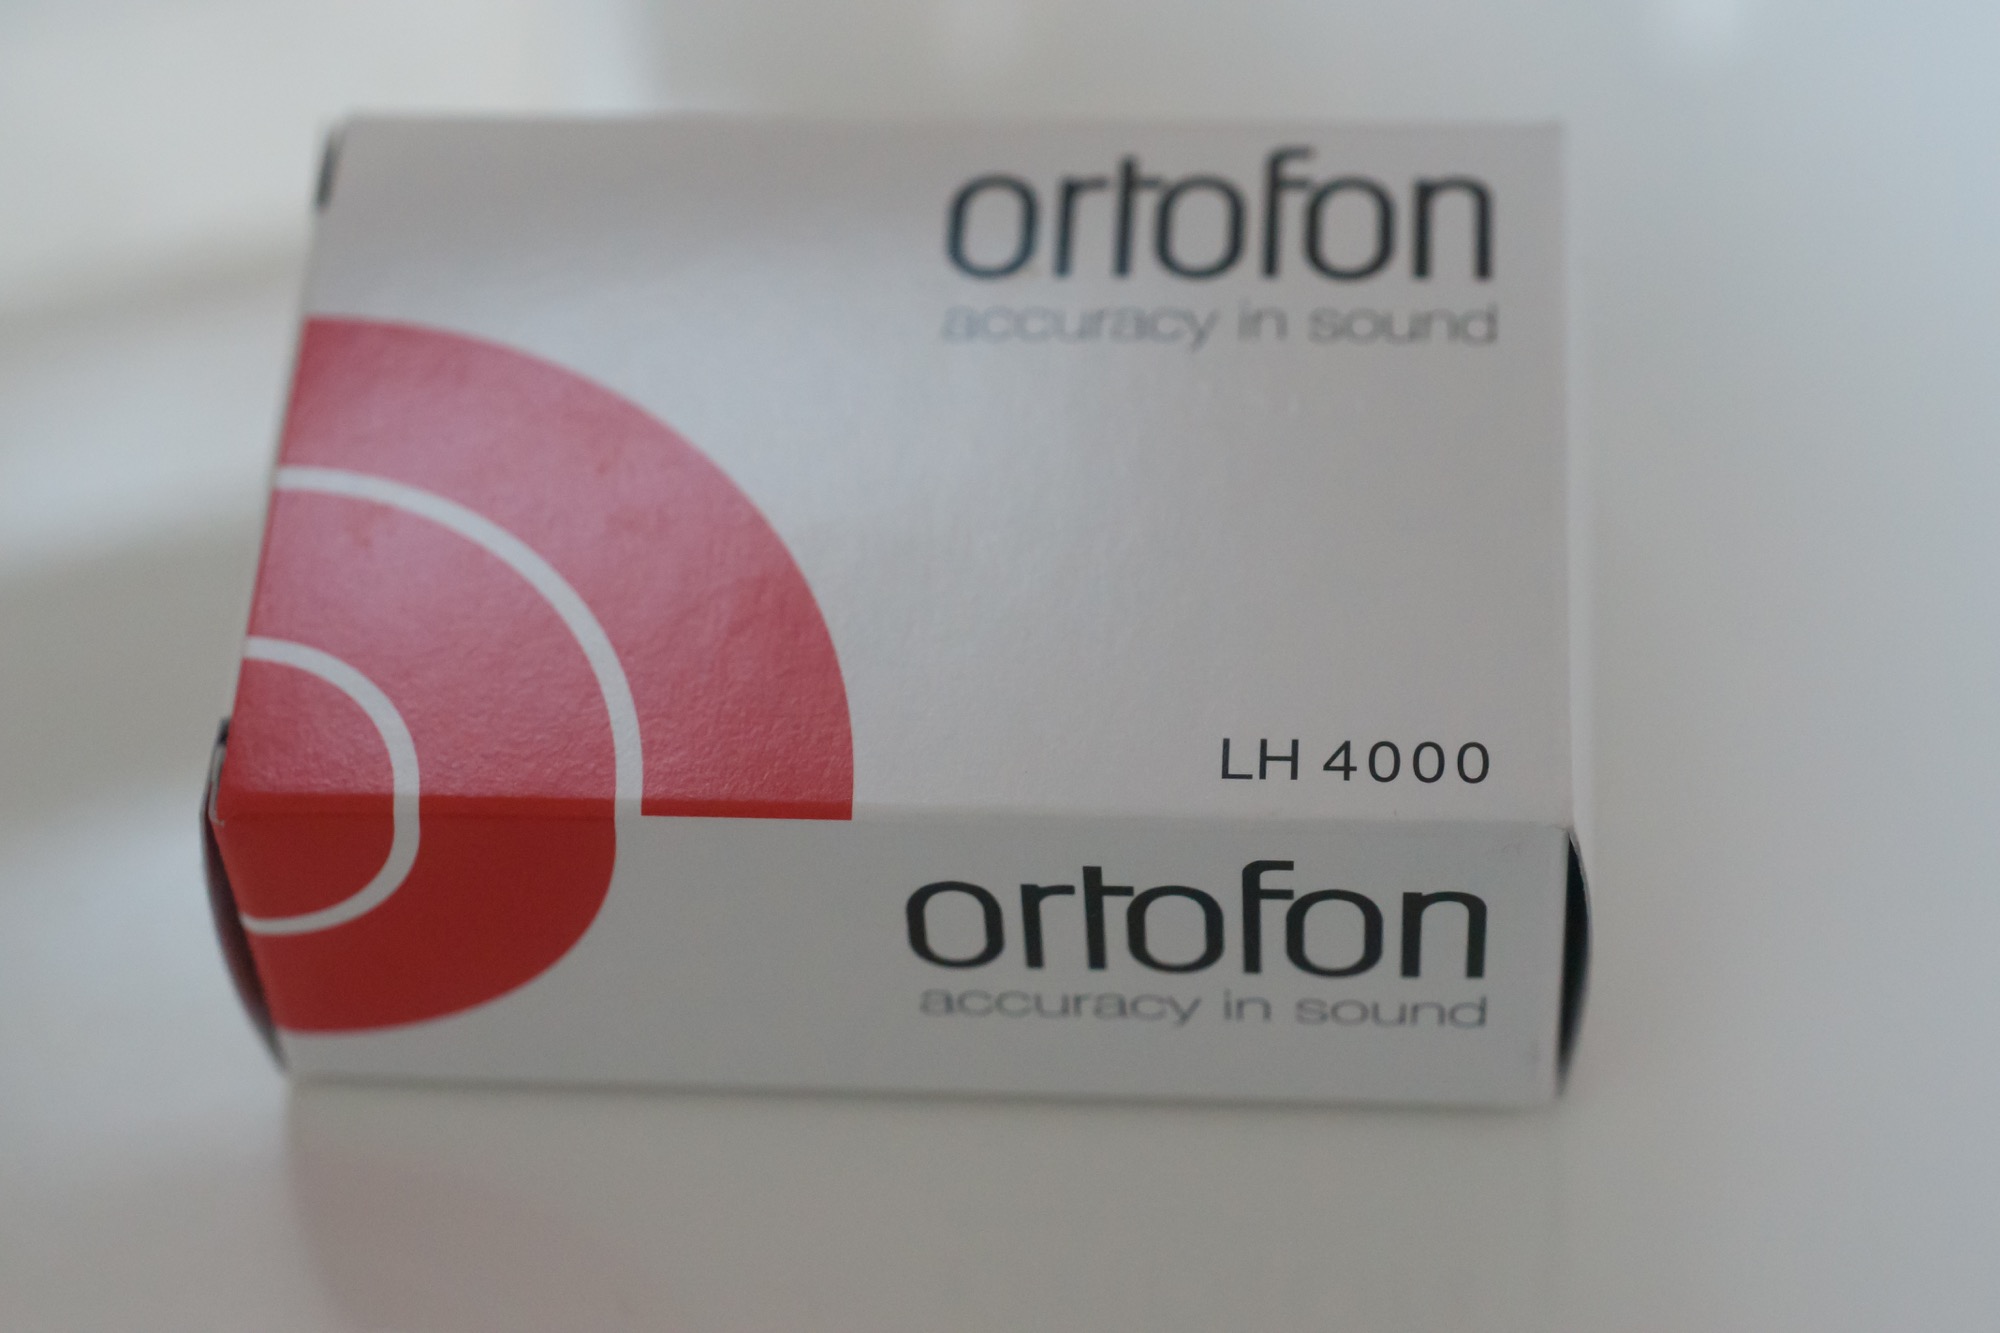 ortofon
accuracy in sound
LH 4000
ortofon
accuracy in sound